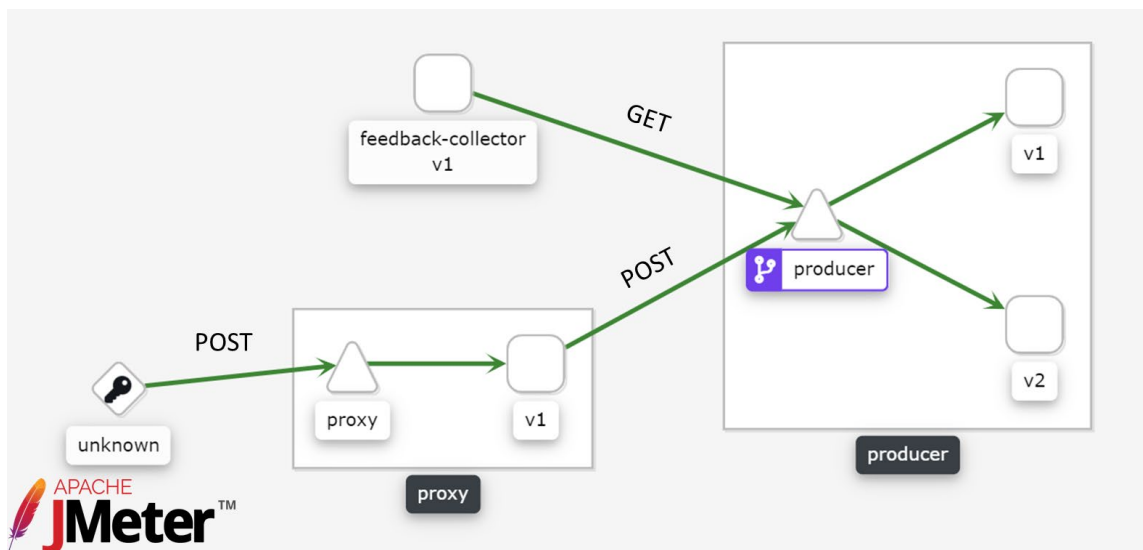 feedback-collector
v1
GET
v1
producer
POST
v2
producer
POST
proxy
v1
unknown
proxy
APACHE
JMeter™